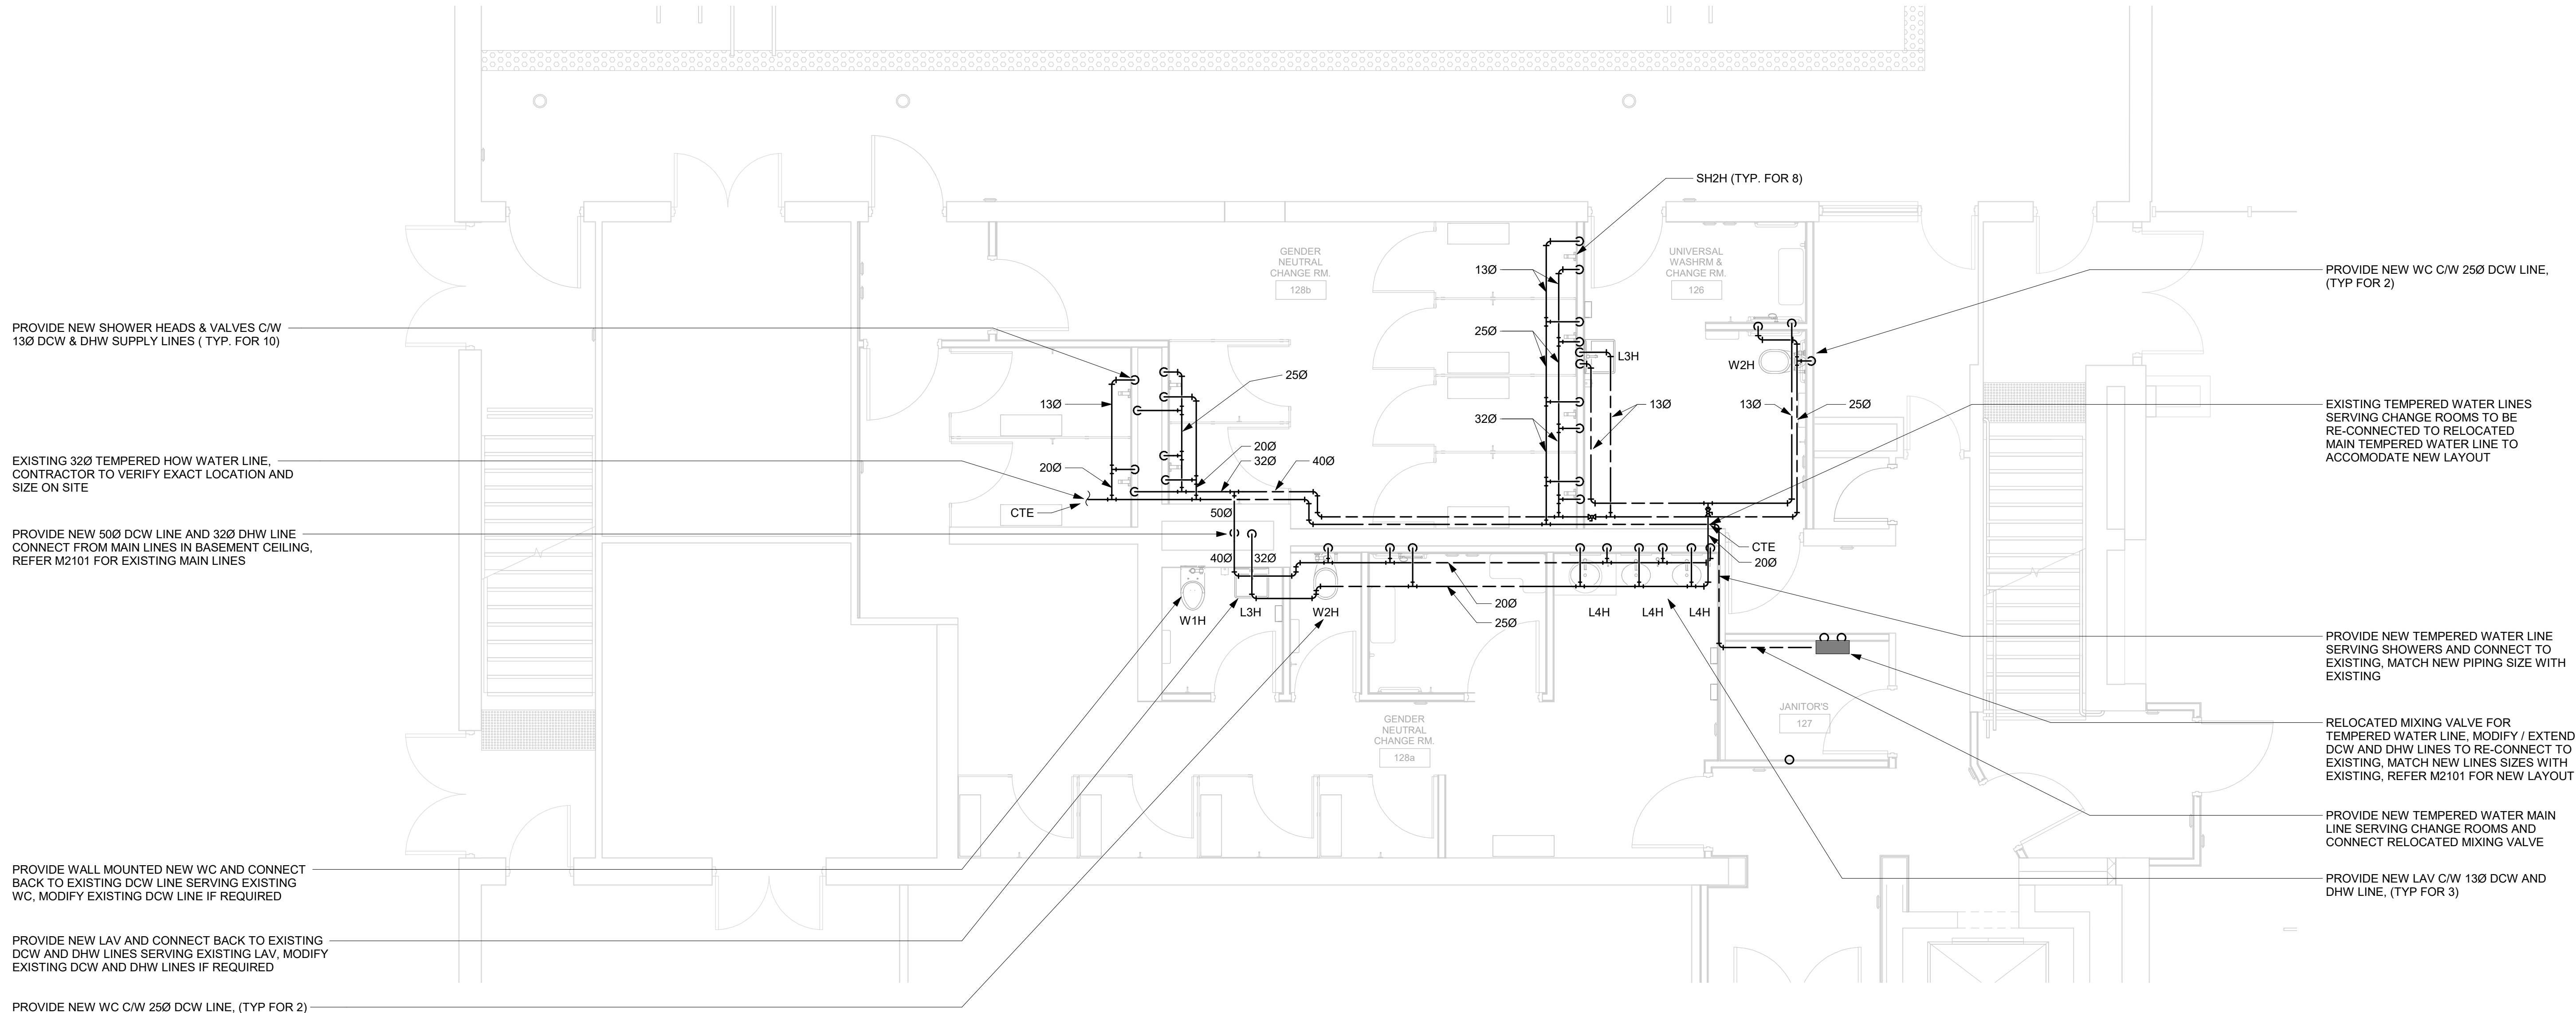 SH2H (TYP. FOR 8)
GENDER
NEUTRAL
CHANGE RM.
128b
UNIVERSAL
WASHRM &
CHANGE RM.
126
13Ø
PROVIDE NEW WC C/W 25Ø DCW LINE,
(TYP FOR 2)
PROVIDE NEW SHOWER HEADS & VALVES C/W
13Ø DCW & DHW SUPPLY LINES ( TYP. FOR 10)
25Ø
L3H
W2H
25Ø
13Ø
13Ø
13Ø
25Ø
32Ø
EXISTING TEMPERED WATER LINES
SERVING CHANGE ROOMS TO BE
RE-CONNECTED TO RELOCATED
MAIN TEMPERED WATER LINE TO
ACCOMODATE NEW LAYOUT
EXISTING 32Ø TEMPERED HOW WATER LINE,
CONTRACTOR TO VERIFY EXACT LOCATION AND
SIZE ON SITE
20Ø
20Ø
32Ø
40Ø
CTE
50Ø
PROVIDE NEW 50Ø DCW LINE AND 32Ø DHW LINE
CONNECT FROM MAIN LINES IN BASEMENT CEILING,
REFER M2101 FOR EXISTING MAIN LINES
40Ø
32Ø
CTE
20Ø
20Ø
25Ø
W1H
L3H
W2H
L4H
L4H
L4H
PROVIDE NEW TEMPERED WATER LINE
SERVING SHOWERS AND CONNECT TO
EXISTING, MATCH NEW PIPING SIZE WITH
EXISTING
JANITOR'S
127
GENDER
NEUTRAL
CHANGE RM.
128a
RELOCATED MIXING VALVE FOR
TEMPERED WATER LINE, MODIFY / EXTEND
DCW AND DHW LINES TO RE-CONNECT TO
EXISTING, MATCH NEW LINES SIZES WITH
EXISTING, REFER M2101 FOR NEW LAYOUT
PROVIDE NEW TEMPERED WATER MAIN
LINE SERVING CHANGE ROOMS AND
CONNECT RELOCATED MIXING VALVE
PROVIDE WALL MOUNTED NEW WC AND CONNECT
BACK TO EXISTING DCW LINE SERVING EXISTING
WC, MODIFY EXISTING DCW LINE IF REQUIRED
PROVIDE NEW LAV C/W 13Ø DCW AND
DHW LINE, (TYP FOR 3)
PROVIDE NEW LAV AND CONNECT BACK TO EXISTING
DCW AND DHW LINES SERVING EXISTING LAV, MODIFY
EXISTING DCW AND DHW LINES IF REQUIRED
PROVIDE NEW WC C/W 25Ø DCW LINE, (TYP FOR 2)